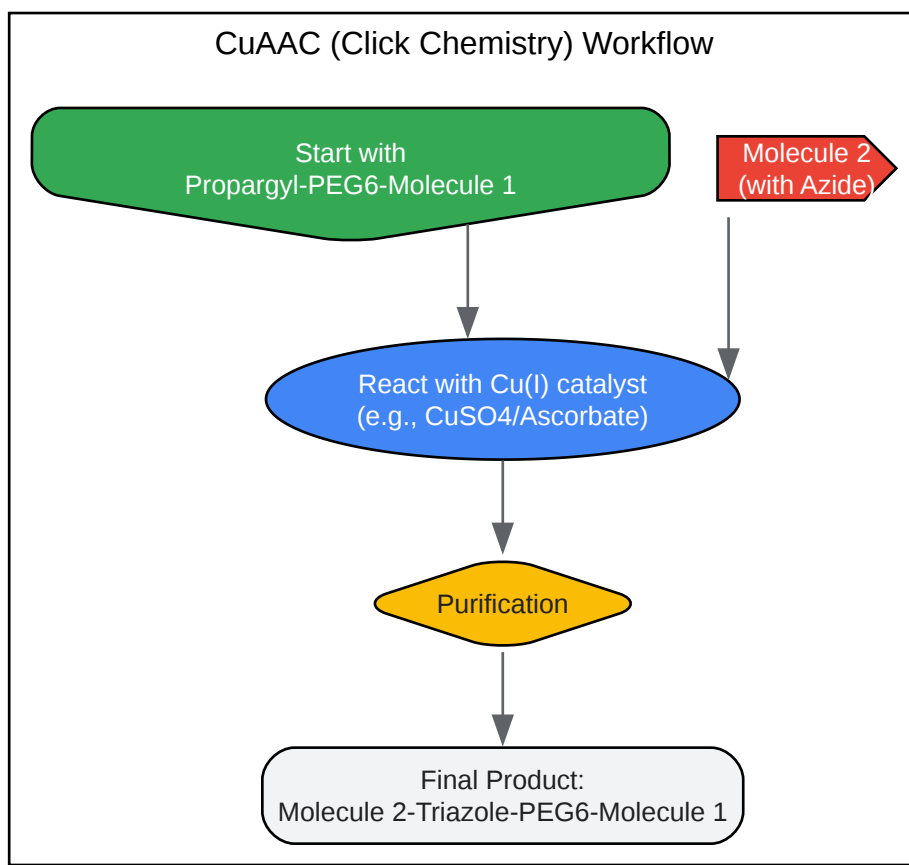 CuAAC (Click Chemistry) Workflow
Start with
Propargyl-PEG6-Molecule 1
Molecule 2
(with Azide)
React with Cu(I) catalyst
(e.g., CuSO4/Ascorbate)
Purification
Final Product:
Molecule 2-Triazole-PEG6-Molecule 1